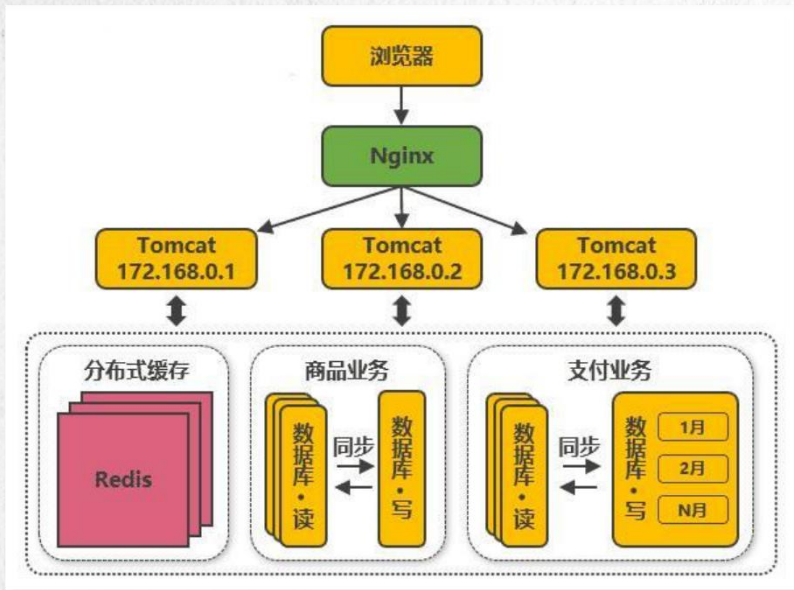 浏览器
Nginx
Tomcat
172.168.0.1
Tomcat
172.168.0.2
Tomcat
172.168.0.3
分布式缓存
Redis
商品业务
数据库·读
同步
数据库·写
支付业务
数据库·读
同步
数据库·写
1月
2月
N月